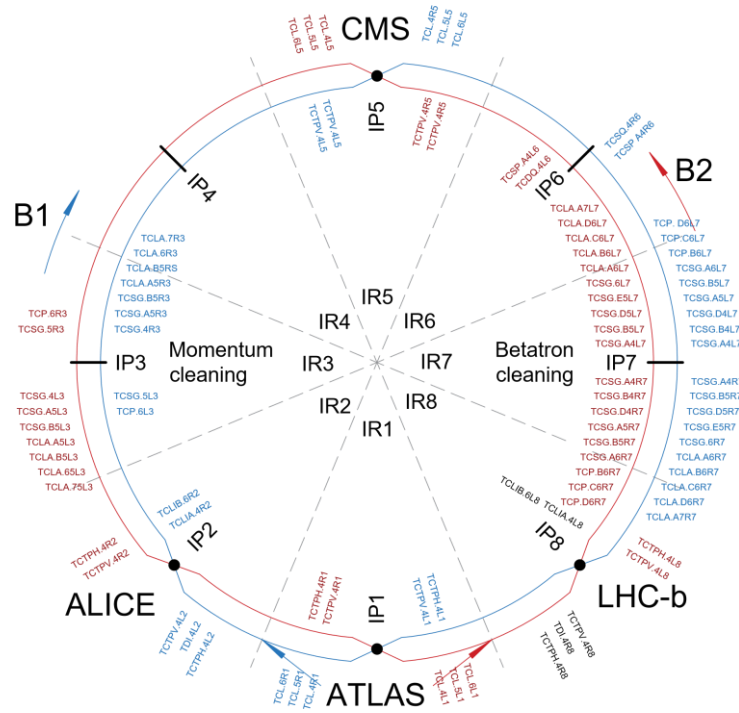 CMS
TCL.6L5
TCL.5L5
TCL.4L5
TCL.4R5
TCL.5L5
TCL.6L5
IP5
TCTPV.4L5
TCTPV.4L5
TCTPV.4R5
TCTPV.4R5
TCSQ.4R6
TCSP.A4R6
TCSP.A4L6
TCDQ.4L6
IP6
B2
IP4
B1
TCLA.7R3
TCLA.6R3
TCLA.B5RS
TCLA.A5R3
TCSG.B5R3
TCSG.A5R3
TCSG.4R3
TCP.6R3
TCSG.5R3
IP3
Momentum
cleaning
TCSG.5L3
TCP.6L3
TCSG.4L3
TCSG.A5L3
TCSG.B5L3
TCLA.A5L3
TCLA.B5L3
TCLA.65L3
TCLA.75L3
IR5
IR4
IR6
IR3
IR7
IR2
IR8
IR1
Betatron
cleaning
IP7
TCLA.A7L7
TCLA.D6L7
TCLA.C6L7
TCLA.B6L7
TCLA.A6L7
TCSG.6L7
TCSG.E5L7
TCSG.D5L7
TCSG.B5L7
TCSG.A4L7
TCP. D6L7
TCP.C6L7
TCP.B6L7
TCSG.A6L7
TCSG.B5L7
TCSG.A5L7
TCSG.D4L7
TCSG.B4L7
TCSG.A4L7
TCSG.A4R7
TCSG.B4R7
TCSG.D4R7
TCSG.A5R7
TCSG.B5R7
TCSG.A6R7
TCP.B6R7
TCP.C6R7
TCP.D6R7
TCSG.A4R7
TCSG.B5R7
TCSG.D5R7
TCSG.E5R7
TCSG.6R7
TCLA.A6R7
TCLA.B6R7
TCLA.C6R7
TCLA.D6R7
TCLA.A7R7
TCLIB.6R2
TCLIA.4R2
IP2
TCTPH.4R2
TCTPV.4R2
ALICE
TCTPV.4L2
TDI.4L2
TCTPH.4L2
TCLIB.6L8
TCLIA.4L8
IP8
TCTPH.4L8
TCTPV.4L8
LHC-b
TCTPV.4R8
TDI.4R8
TCTPH.4R8
TCTPH.4R1
TCTPV.4R1
IP1
TCTPH.4L1
TCTPV.4L1
TCL.6R1
TCL.5R1
TCL.4R1
ATLAS
TCL.4L1
TCL.5L1
TCL.6L1